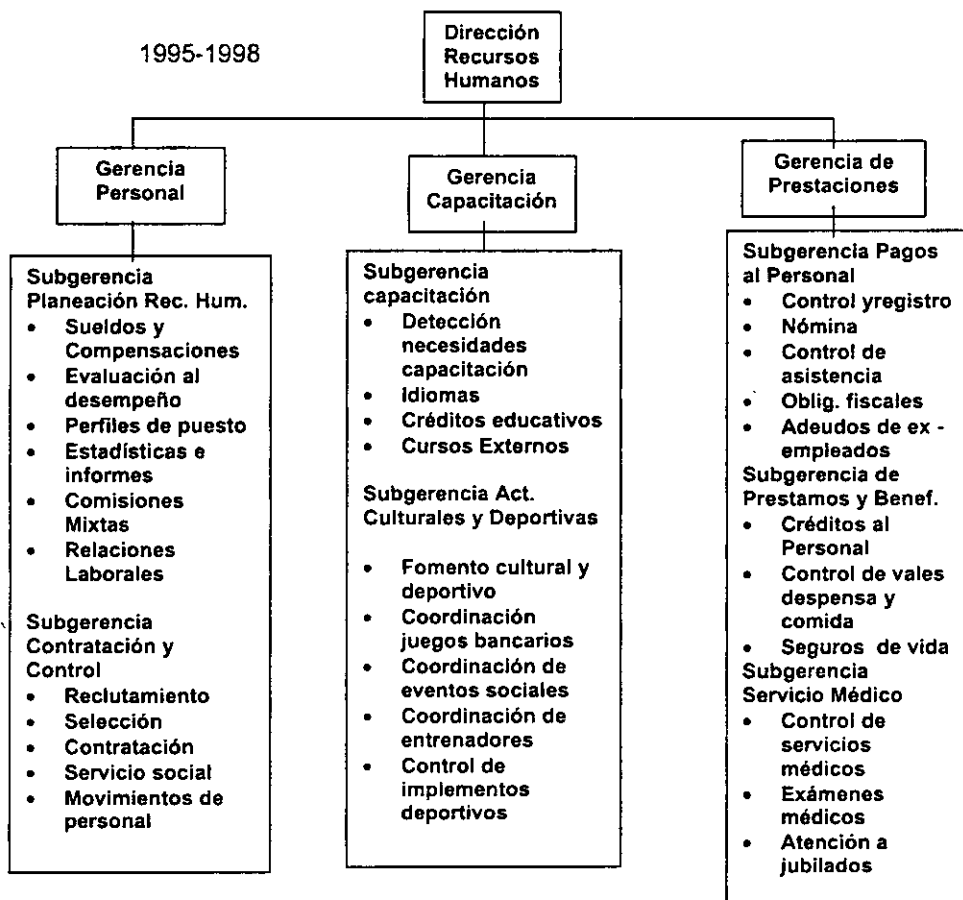 1995-1998
Dirección
Recursos
Humanos
Gerencia
Personal
Subgerencia
Planeación Rec. Hum.
• Sueldos y
Compensaciones
• Evaluación al
desempeño
• Perfiles de puesto
• Estadísticas e
informes
• Comisiones
Mixtas
• Relaciones
Laborales
Subgerencia
Contratación y
Control
• Reclutamiento
• Selección
• Contratación
• Servicio social
• Movimientos de
personal
Gerencia
Capacitación
Subgerencia
capacitación
• Detección
necesidades
capacitación
• Idiomas
• Créditos educativos
• Cursos Externos
Subgerencia Act.
Culturales y Deportivas
• Fomento cultural y
deportivo
• Coordinación
juegos bancarios
• Coordinación de
eventos sociales
• Coordinación de
entrenadores
• Control de
implementos
deportivos
Gerencia de
Prestaciones
Subgerencia Pagos
al Personal
• Control yregistro
• Nómina
• Control de
asistencia
• Oblig. fiscales
• Adeudos de ex -
empleados
Subgerencia de
Prestamos y Benef.
• Créditos al
Personal
• Control de vales
despensa y
comida
• Seguros de vida
Subgerencia
Servicio Médico
• Control de
servicios
médicos
• Exámenes
médicos
• Atención a
jubilados